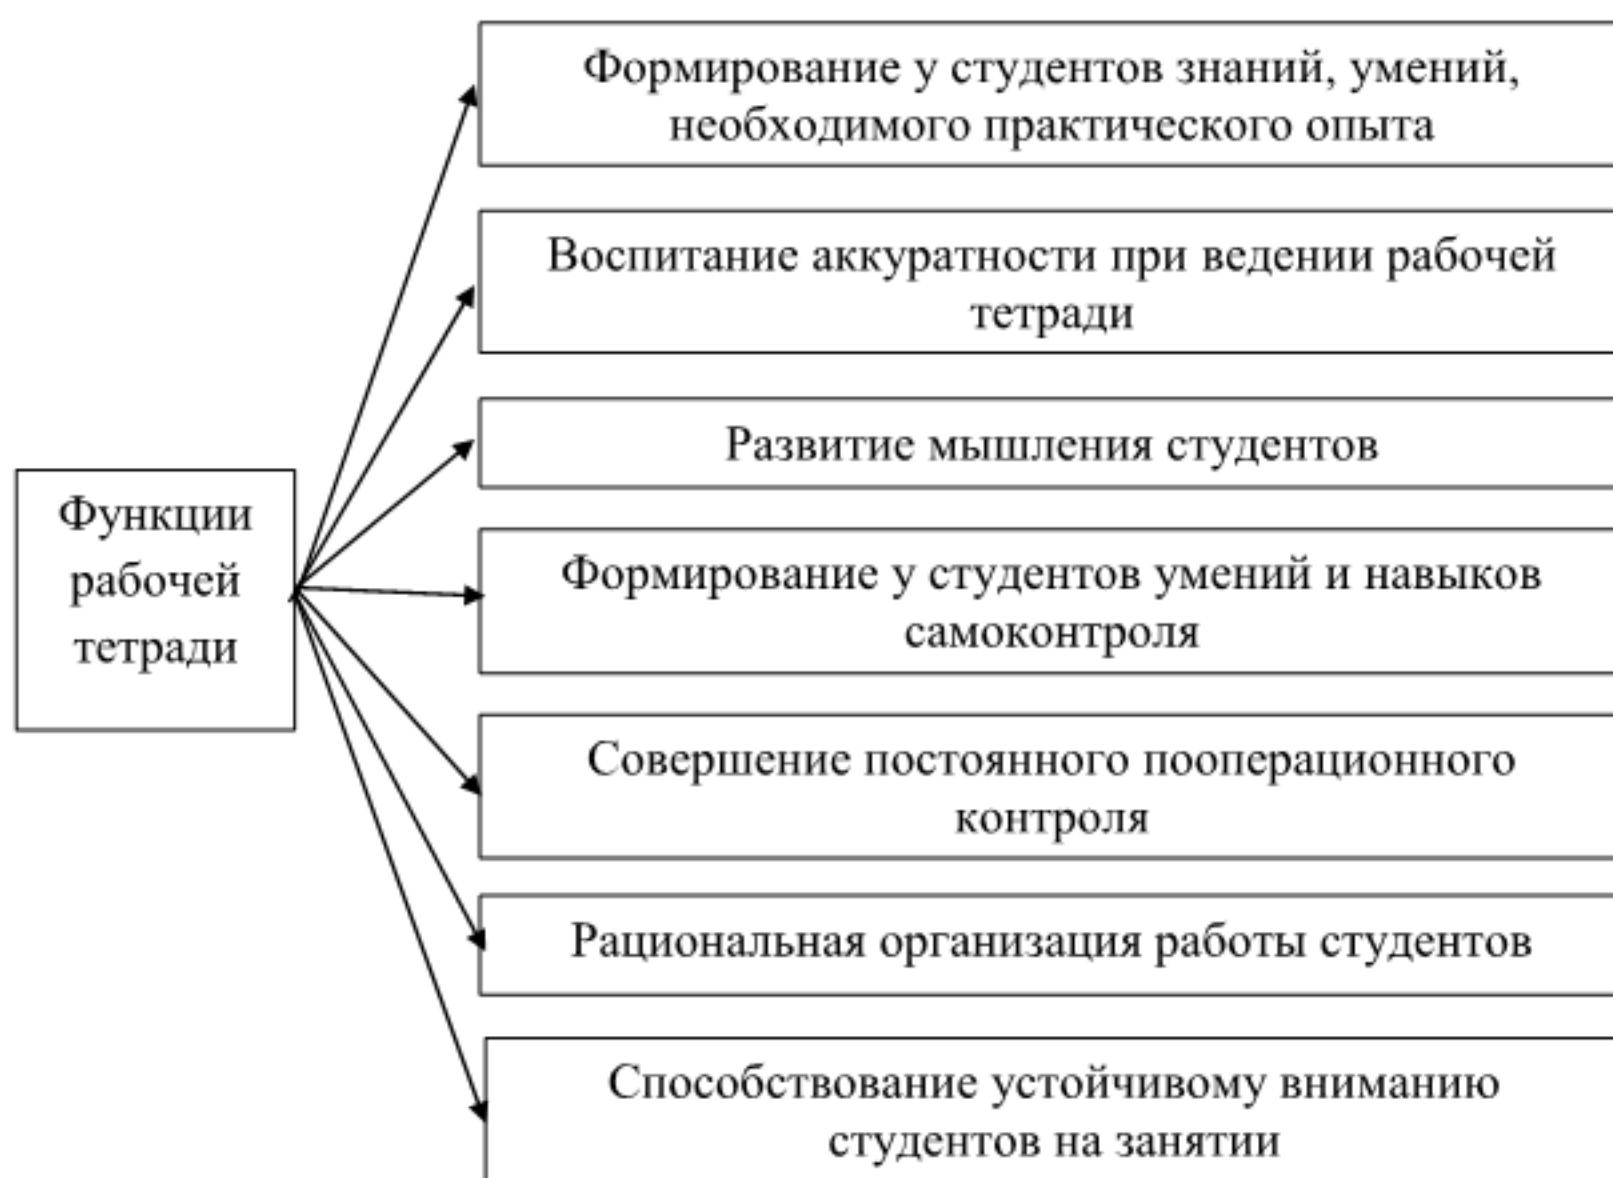 Функции
рабочей
тетради
Формирование у студентов знаний, умений,
необходимого практического опыта
Воспитание аккуратности при ведении рабочей
тетради
Развитие мышления студентов
Формирование у студентов умений и навыков
самоконтроля
Совершение постоянного пооперационного
контроля
Рациональная организация работы студентов
Способствование устойчивому вниманию
студентов на занятии